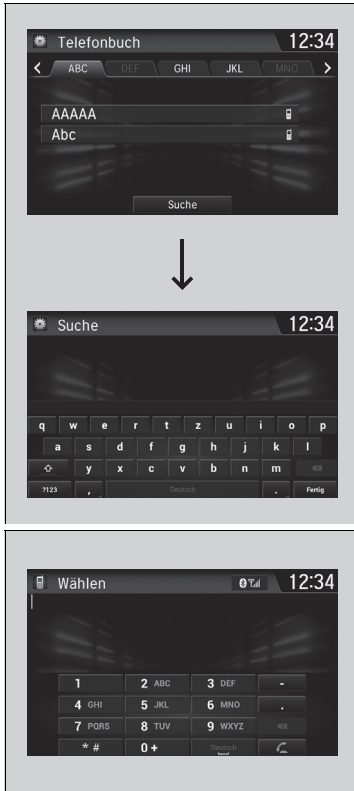 Telefonbuch 12:34
ABC DEF GHI JKL MNO
AAAAA
Abc
Suche
Suche 12:34
q w e r t z u i o p
a s d f g h j k l
y x c v b n m
?123 , Deutsch . Fertig
Wählen 12:34
1 2 ABC 3 DEF -
4 GHI 5 JKL 6 MNO .
7 PQRS 8 TUV 9 WXYZ
* # 0 + Deutsch